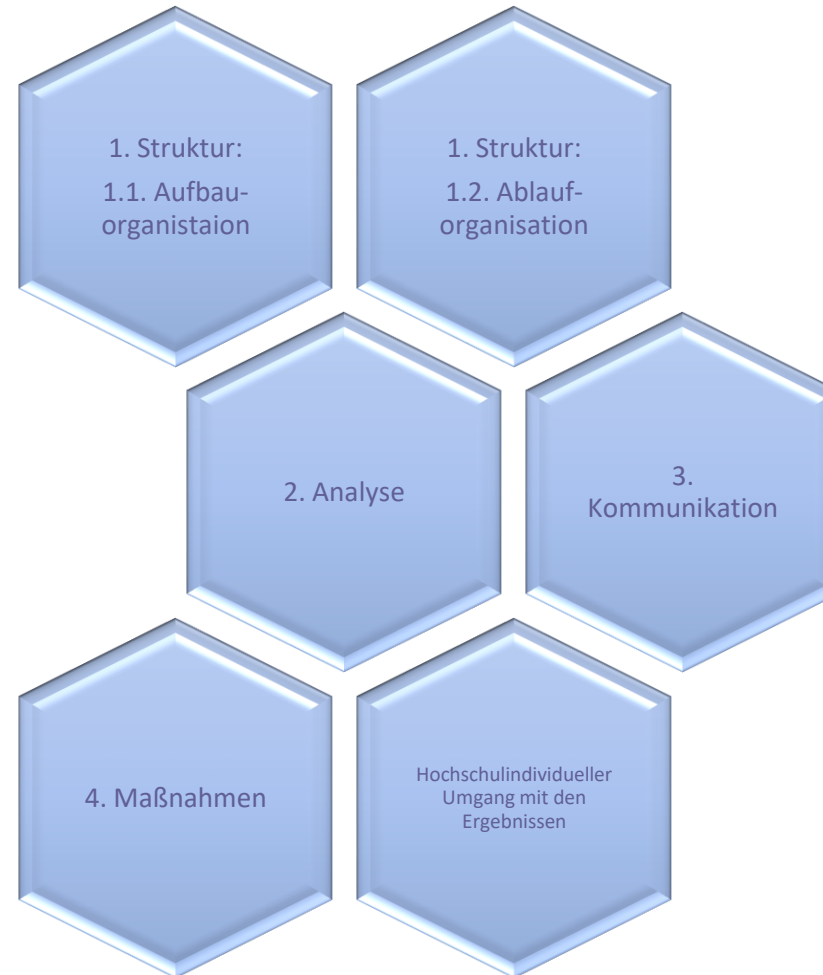 1. Struktur:
1.1. Aufbau-
organistaion
1. Struktur:
1.2. Ablauf-
organisation
2. Analyse
3.
Kommunikation
4. Maßnahmen
Hochschulindividueller
Umgang mit den
Ergebnissen